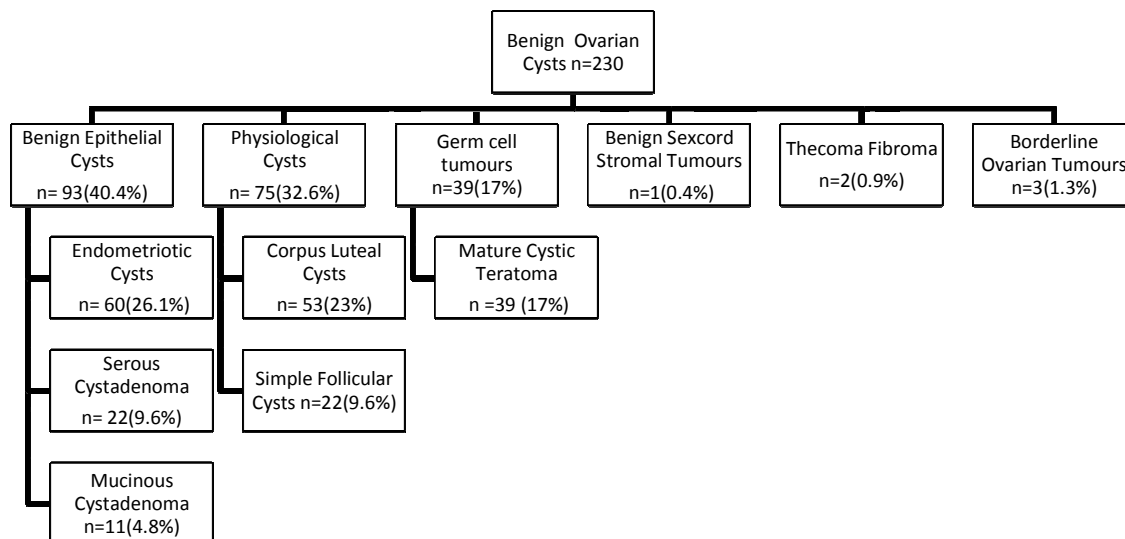 Benign Ovarian
Cysts n=230
Benign Epithelial
Cysts
n= 93(40.4%)
Physiological
Cysts
n= 75(32.6%)
Germ cell
tumours
n=39(17%)
Benign Sexcord
Stromal Tumours
n=1(0.4%)
Thecoma Fibroma
n=2(0.9%)
Borderline
Ovarian Tumours
n=3(1.3%)
Endometriotic
Cysts
n= 60(26.1%)
Corpus Luteal
Cysts
n= 53(23%)
Mature Cystic
Teratoma
n =39 (17%)
Serous
Cystadenoma
n= 22(9.6%)
Simple Follicular
Cysts n=22(9.6%)
Mucinous
Cystadenoma
n=11(4.8%)